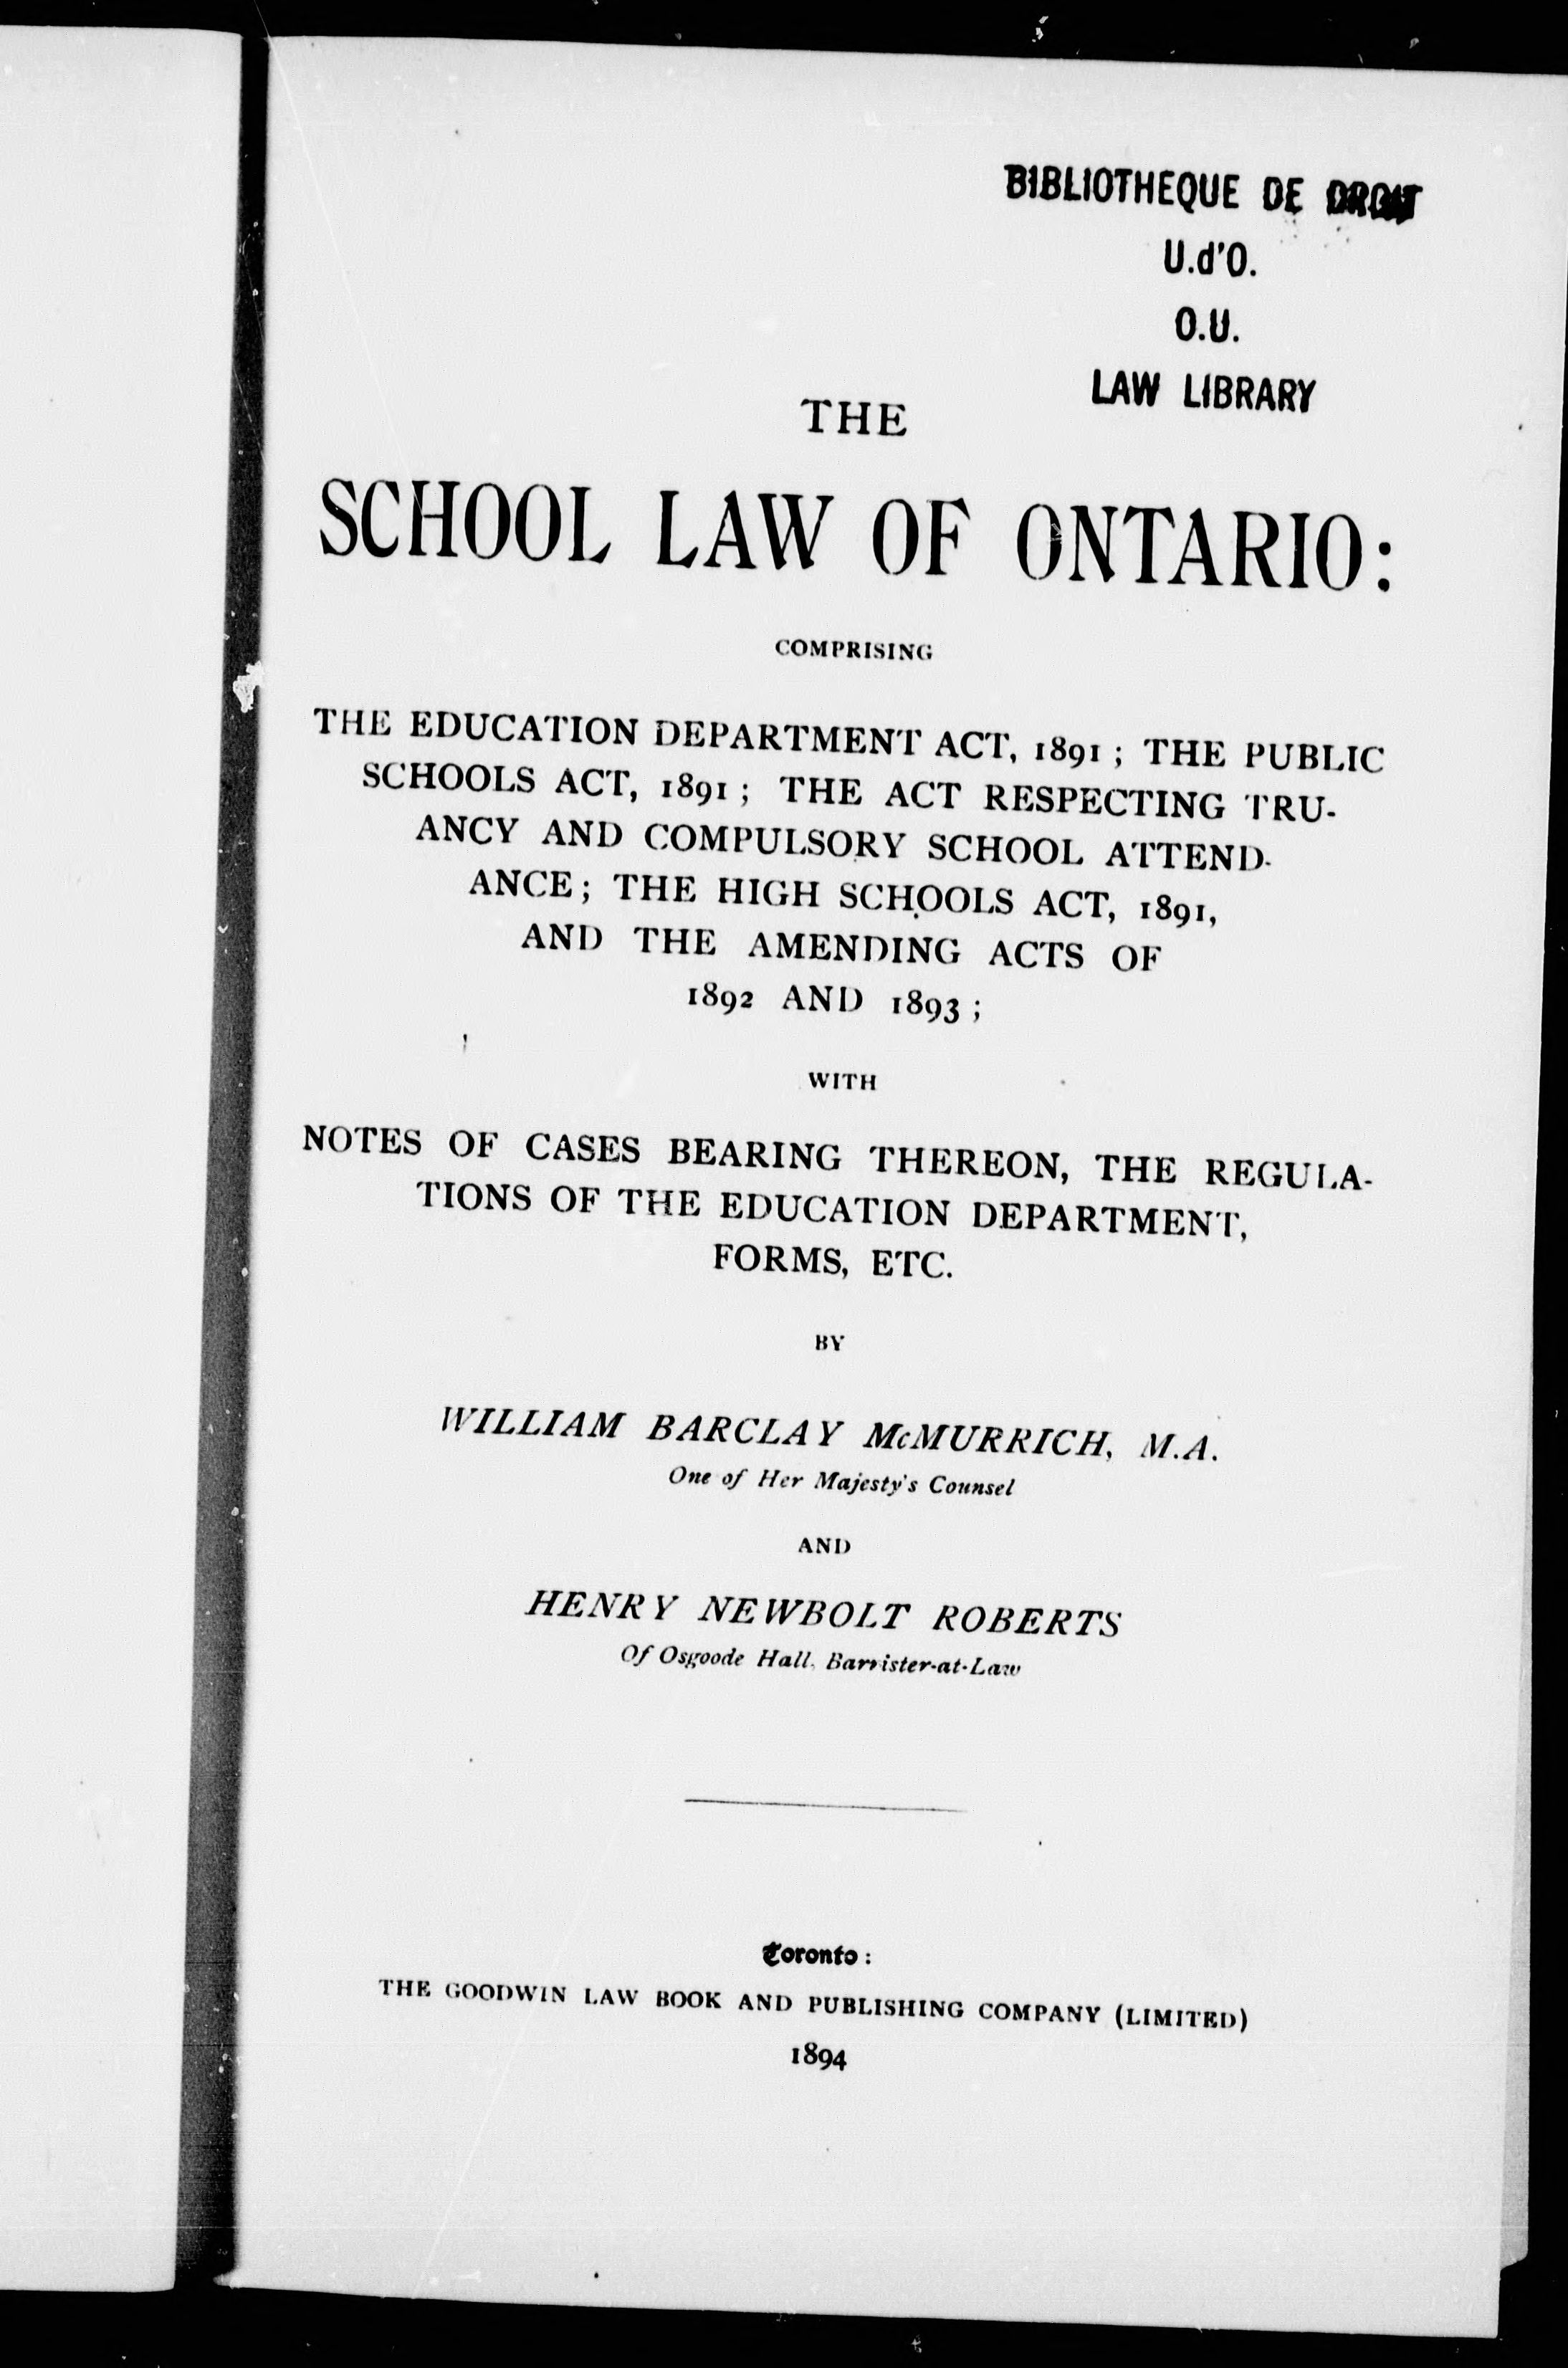 BIBLIOTHEQUE DE DROIT
U.d'O.
O.U.
LAW LIBRARY
THE
SCHOOL LAW OF ONTARIO:
COMPRISING
THE EDUCATION DEPARTMENT ACT, 1891; THE PUBLIC
SCHOOLS ACT, 1891; THE ACT RESPECTING TRU-
ANCY AND COMPULSORY SCHOOL ATTEND-
ANCE; THE HIGH SCHOOLS ACT, 1891,
AND THE AMENDING ACTS OF
1892 AND 1893;
WITH
NOTES OF CASES BEARING THEREON, THE REGULA-
TIONS OF THE EDUCATION DEPARTMENT,
FORMS, ETC.
BY
WILLIAM BARCLAY McMURRICH, M.A.
One of Her Majesty's Counsel
AND
HENRY NEWBOLT ROBERTS
Of Osgoode Hall, Barrister-at-Law
Toronto:
THE GOODWIN LAW BOOK AND PUBLISHING COMPANY (LIMITED)
1894